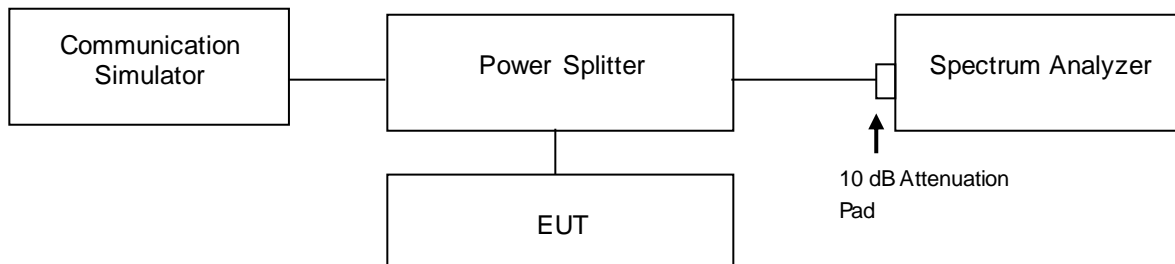 Communication
Simulator
Power Splitter
Spectrum Analyzer
10 dB Attenuation
Pad
EUT